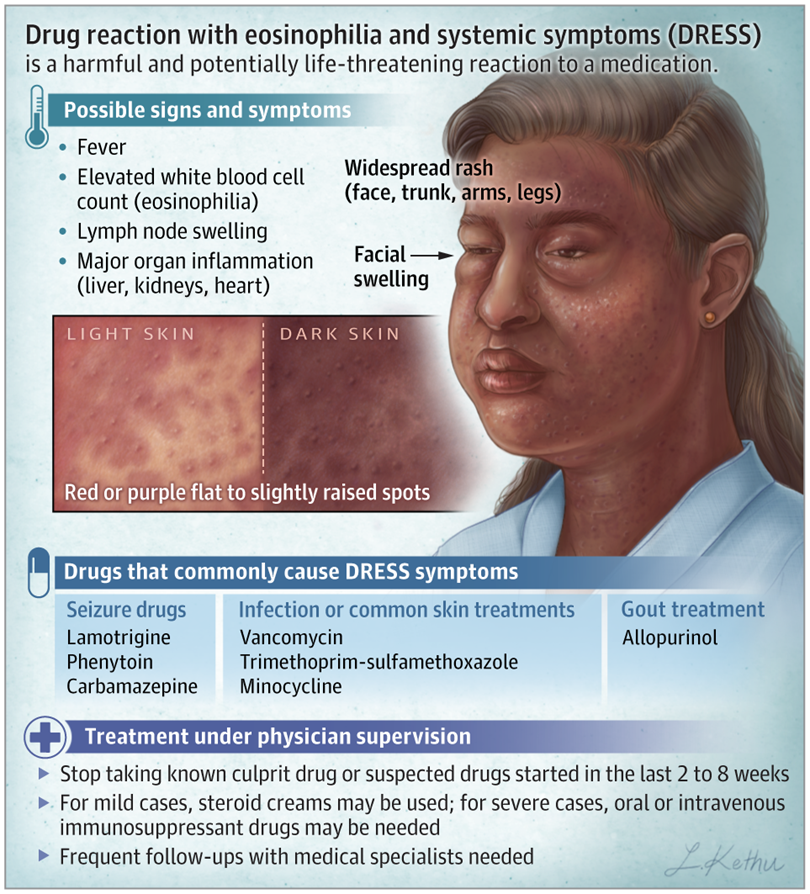 Drug reaction with eosinophilia and systemic symptoms (DRESS)
is a harmful and potentially life-threatening reaction to a medication.
Possible signs and symptoms
• Fever
• Elevated white blood cell
count (eosinophilia)
• Lymph node swelling
• Major organ inflammation
(liver, kidneys, heart)
Widespread rash
(face, trunk, arms, legs)
Facial
swelling
LIGHT SKIN
DARK SKIN
Red or purple flat to slightly raised spots
Drugs that commonly cause DRESS symptoms
Seizure drugs
Lamotrigine
Phenytoin
Carbamazepine
Infection or common skin treatments
Vancomycin
Trimethoprim-sulfamethoxazole
Minocycline
Gout treatment
Allopurinol
Treatment under physician supervision
Stop taking known culprit drug or suspected drugs started in the last 2 to 8 weeks
For mild cases, steroid creams may be used; for severe cases, oral or intravenous
immunosuppressant drugs may be needed
Frequent follow-ups with medical specialists needed
L.Kethu